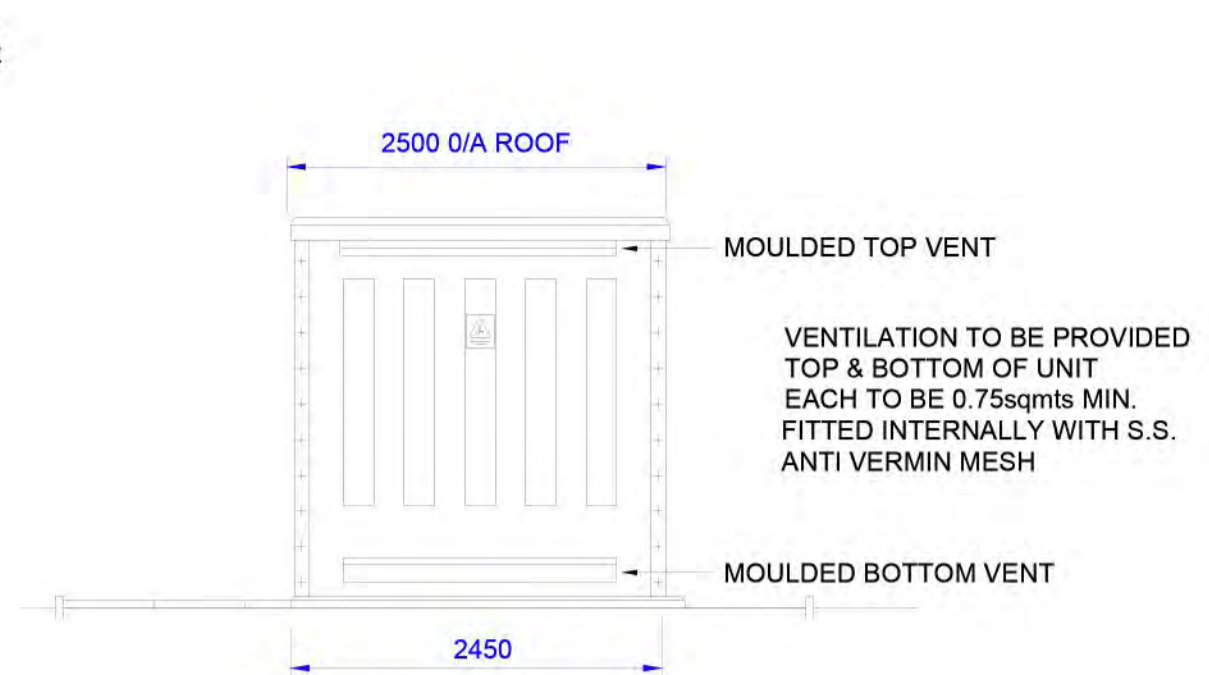 2500 0/A ROOF
MOULDED TOP VENT
VENTILATION TO BE PROVIDED
TOP & BOTTOM OF UNIT
EACH TO BE 0.75sqmts MIN.
FITTED INTERNALLY WITH S.S.
ANTI VERMIN MESH
MOULDED BOTTOM VENT
2450